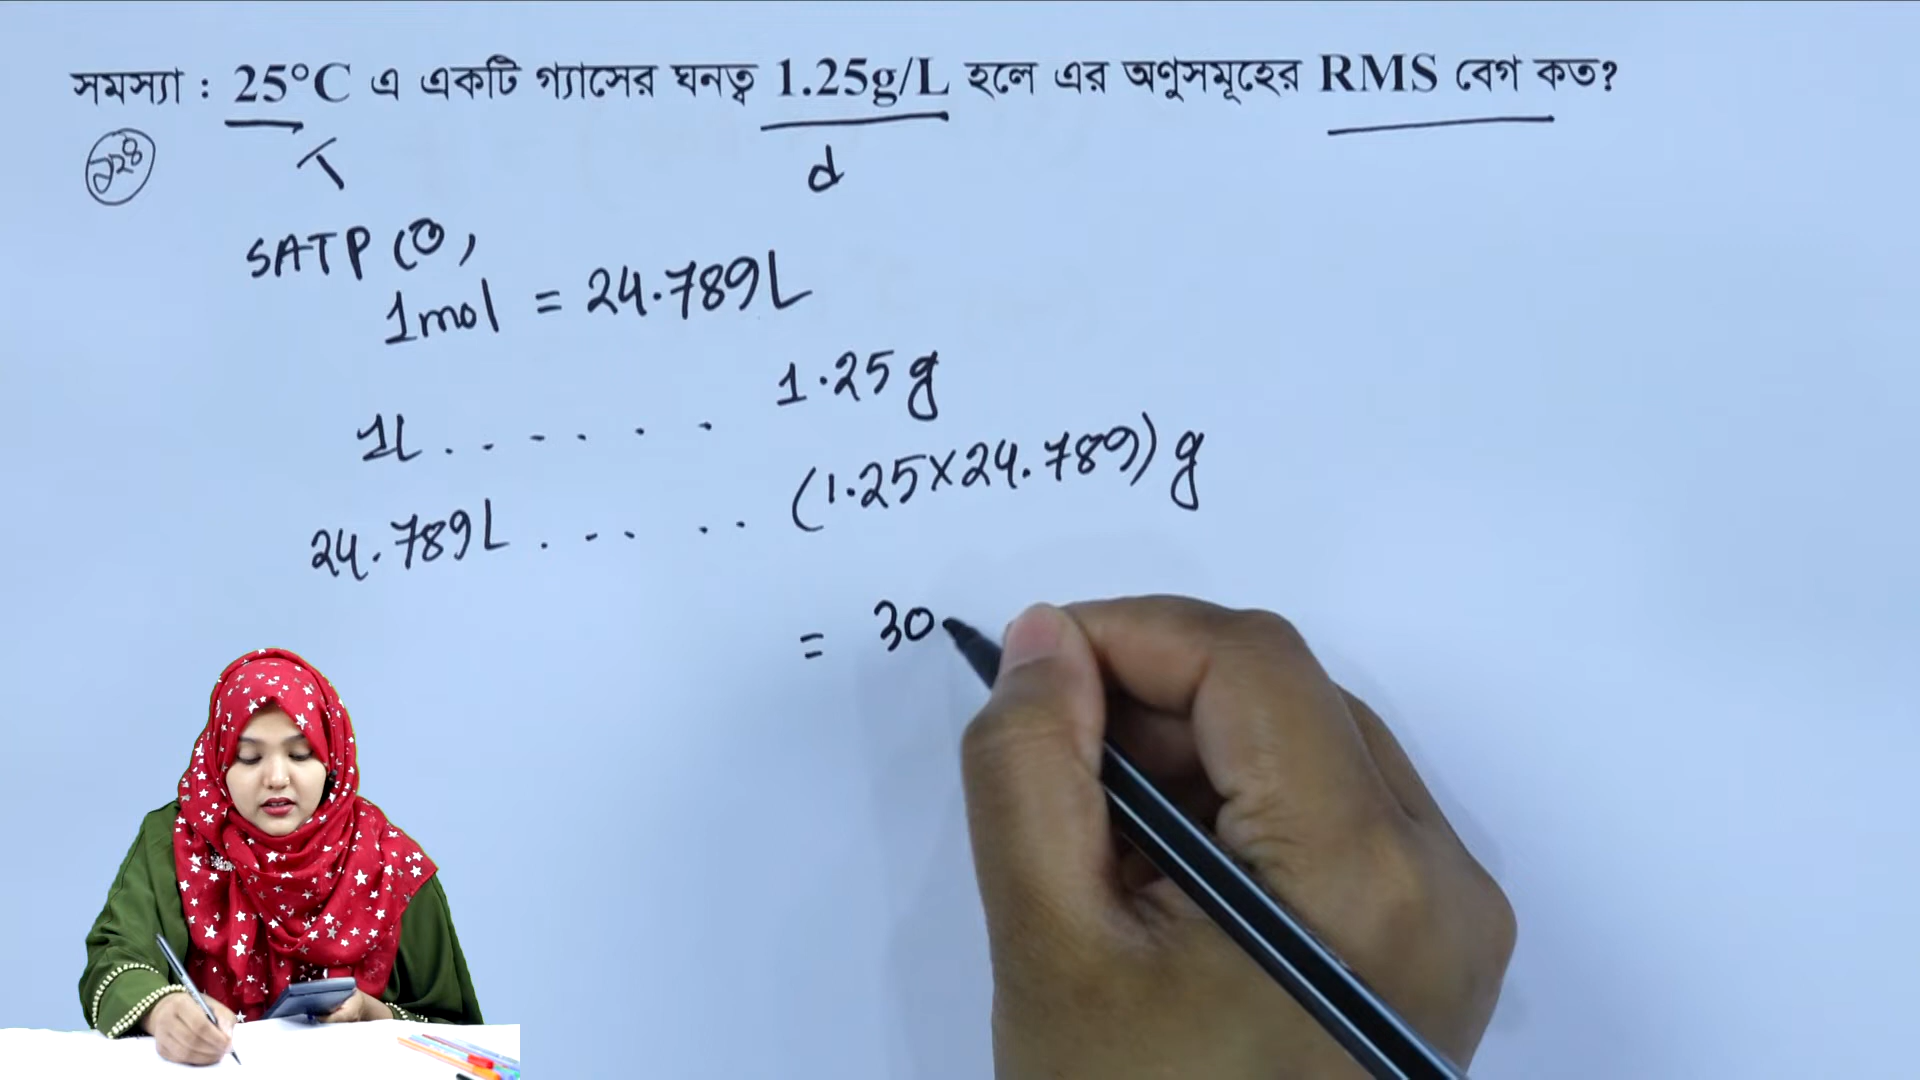 সমস্যা : 25°C এ একটি গ্যাসের ঘনত্ব 1.25g/L হলে এর অণুসমূহের RMS বেগ কত?
T
d
SATP তে,
1mol = 24.789L
1L . . . . . . 1.25g
24.789L . . . . . . (1.25×24.789) g
= 30.